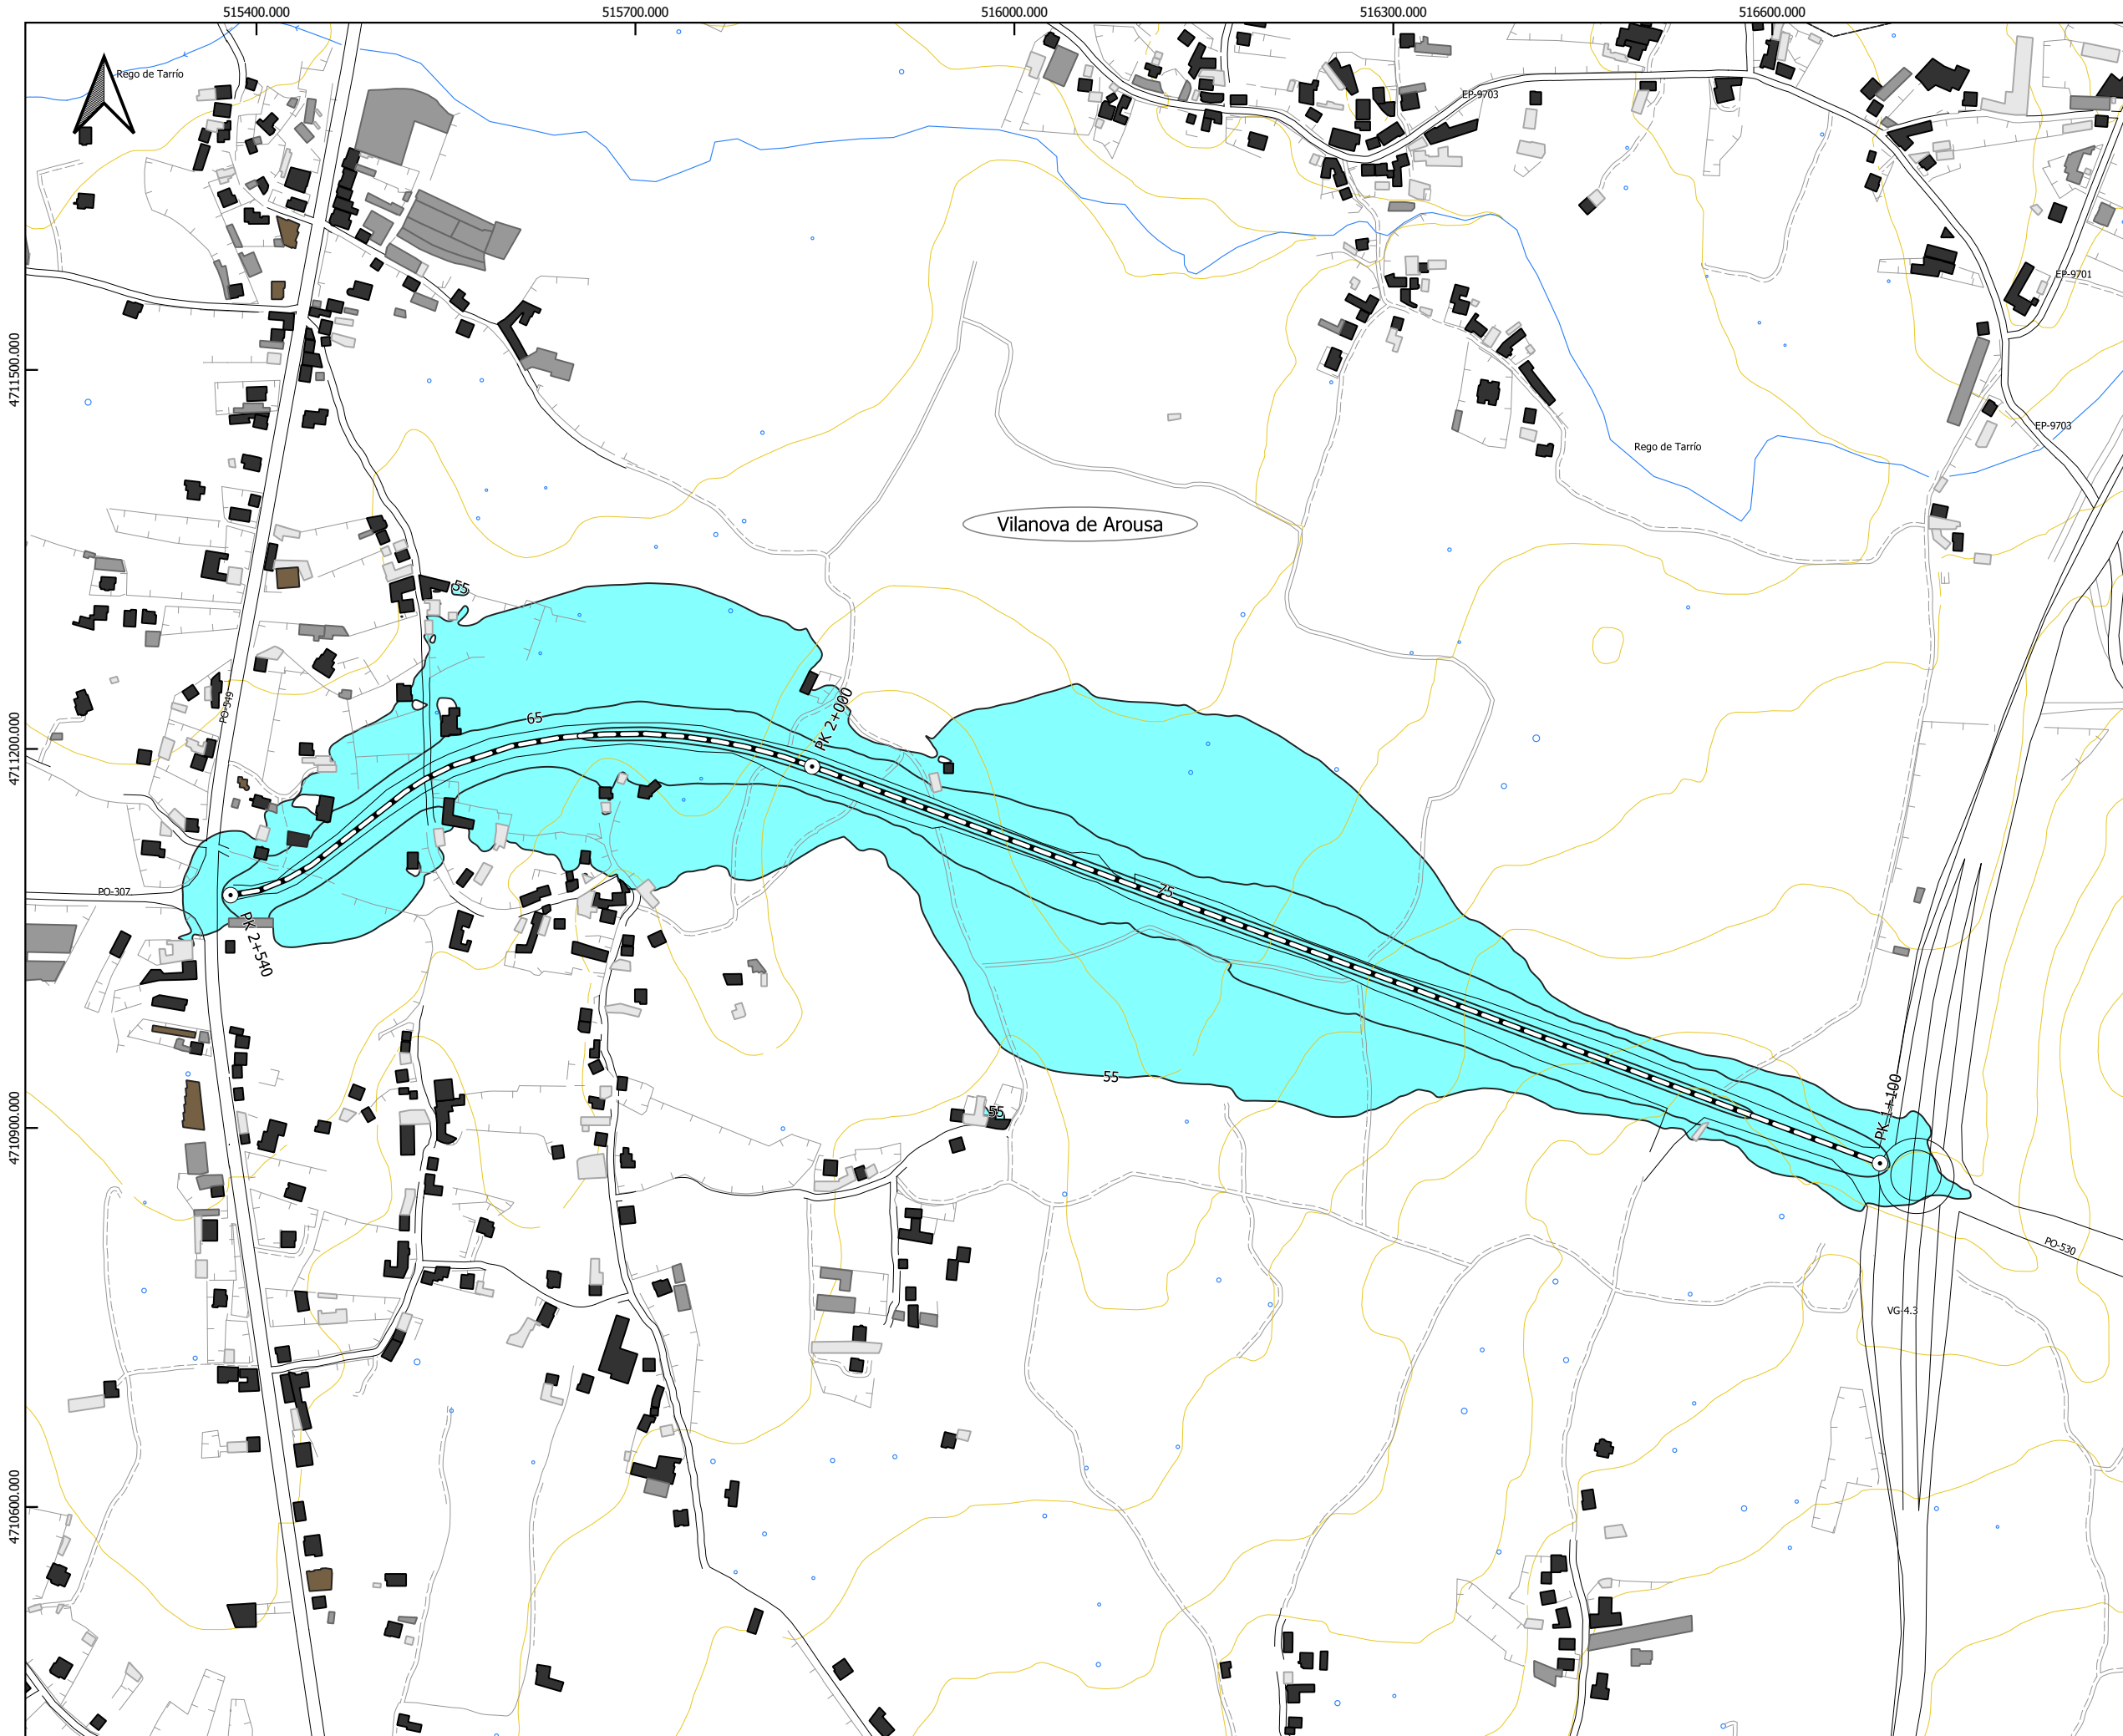 515400.000
515700.000
516000.000
516300.000
516600.000
Rego de Tarrío
EP-9703
EP-9701
4711500.000
EP-9703
Rego de Tarrío
Vilanova de Arousa
55
PO-549
65
PK 2+000
4711200.000
75
PO-307
PK 2+540
55
55
PK 1+100
4710900.000
PO-530
VG-4.3
4710600.000